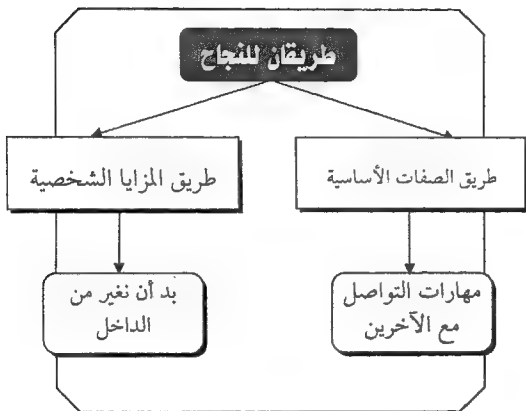 طريقان للنجاح
طريق الصفات الأساسية
طريق المزايا الشخصية
مهارات التواصل
مع الآخرين
بد أن نغير من
الداخل